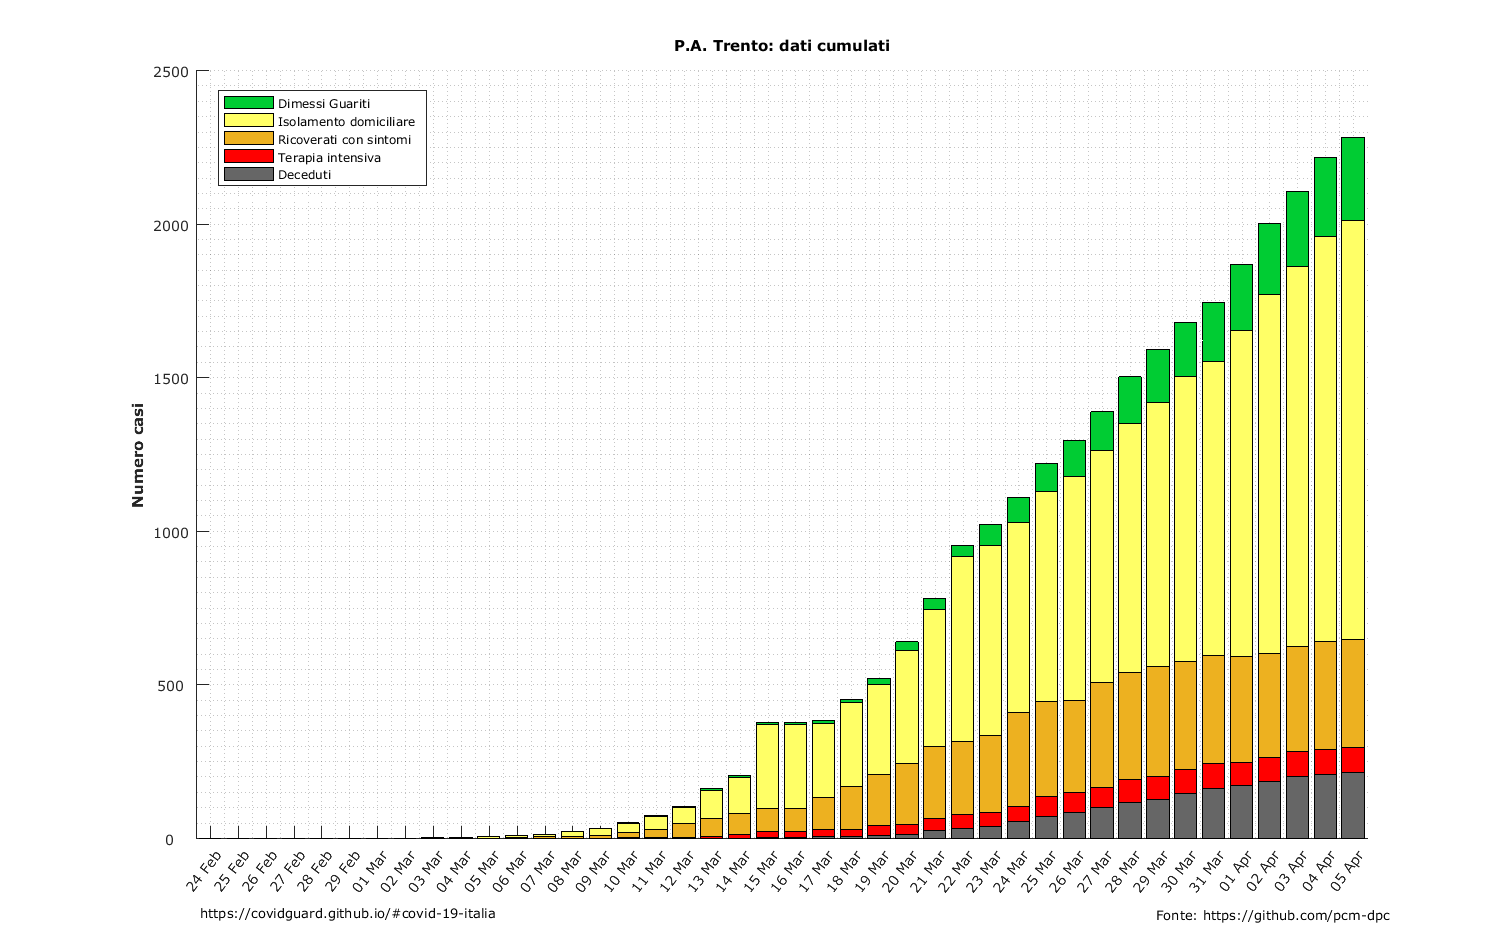 P.A. Trento: dati cumulati
2500
2000
1500
1000
500
0
Numero casi
Dimessi Guariti
Isolamento domiciliare
Ricoverati con sintomi
Terapia intensiva
Deceduti
24 Feb
25 Feb
26 Feb
27 Feb
28 Feb
29 Feb
01 Mar
02 Mar
03 Mar
04 Mar
05 Mar
06 Mar
07 Mar
08 Mar
09 Mar
10 Mar
11 Mar
12 Mar
13 Mar
14 Mar
15 Mar
16 Mar
17 Mar
18 Mar
19 Mar
20 Mar
21 Mar
22 Mar
23 Mar
24 Mar
25 Mar
26 Mar
27 Mar
28 Mar
29 Mar
30 Mar
31 Mar
01 Apr
02 Apr
03 Apr
04 Apr
05 Apr
https://covidguard.github.io/#covid-19-italia
Fonte: https://github.com/pcm-dpc